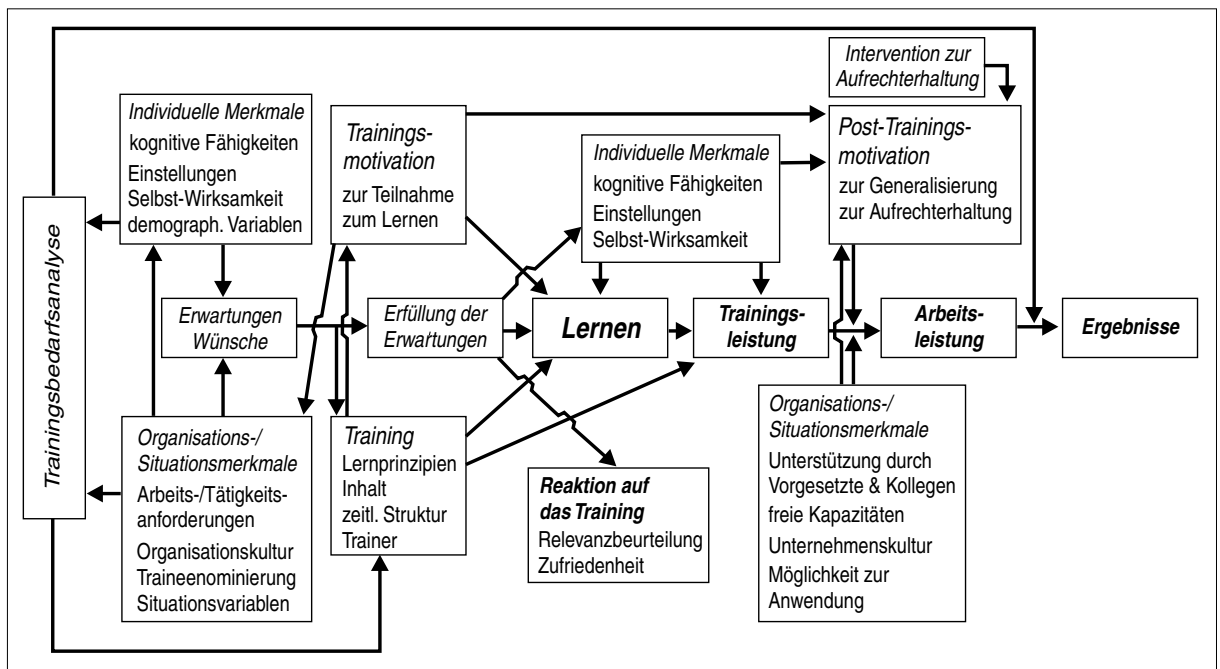 Trainingsbedarfsanalyse
Individuelle Merkmale
kognitive Fähigkeiten
Einstellungen
Selbst-Wirksamkeit
demograph. Variablen
Erwartungen
Wünsche
Organisations-/
Situationsmerkmale
Arbeits-/Tätigkeits-
anforderungen
Organisationskultur
Traineenominierung
Situationsvariablen
Trainings-
motivation
zur Teilnahme
zum Lernen
Erfüllung der
Erwartungen
Training
Lernprinzipien
Inhalt
zeitl. Struktur
Trainer
Individuelle Merkmale
kognitive Fähigkeiten
Einstellungen
Selbst-Wirksamkeit
Lernen
Reaktion auf
das Training
Relevanzbeurteilung
Zufriedenheit
Trainings-
leistung
Intervention zur
Aufrechterhaltung
Post-Trainings-
motivation
zur Generalisierung
zur Aufrechterhaltung
Arbeits-
leistung
Organisations-/
Situationsmerkmale
Unterstützung durch
Vorgesetzte & Kollegen
freie Kapazitäten
Unternehmenskultur
Möglichkeit zur
Anwendung
Ergebnisse